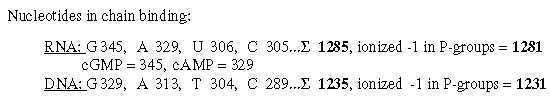 Nucleotides in chain binding:
RNA: G 345, A 329, U 306, C 305...Σ 1285, ionized -1 in P-groups = 1281
cGMP = 345, cAMP = 329
DNA: G 329, A 313, T 304, C 289...Σ 1235, ionized -1 in P-groups = 1231